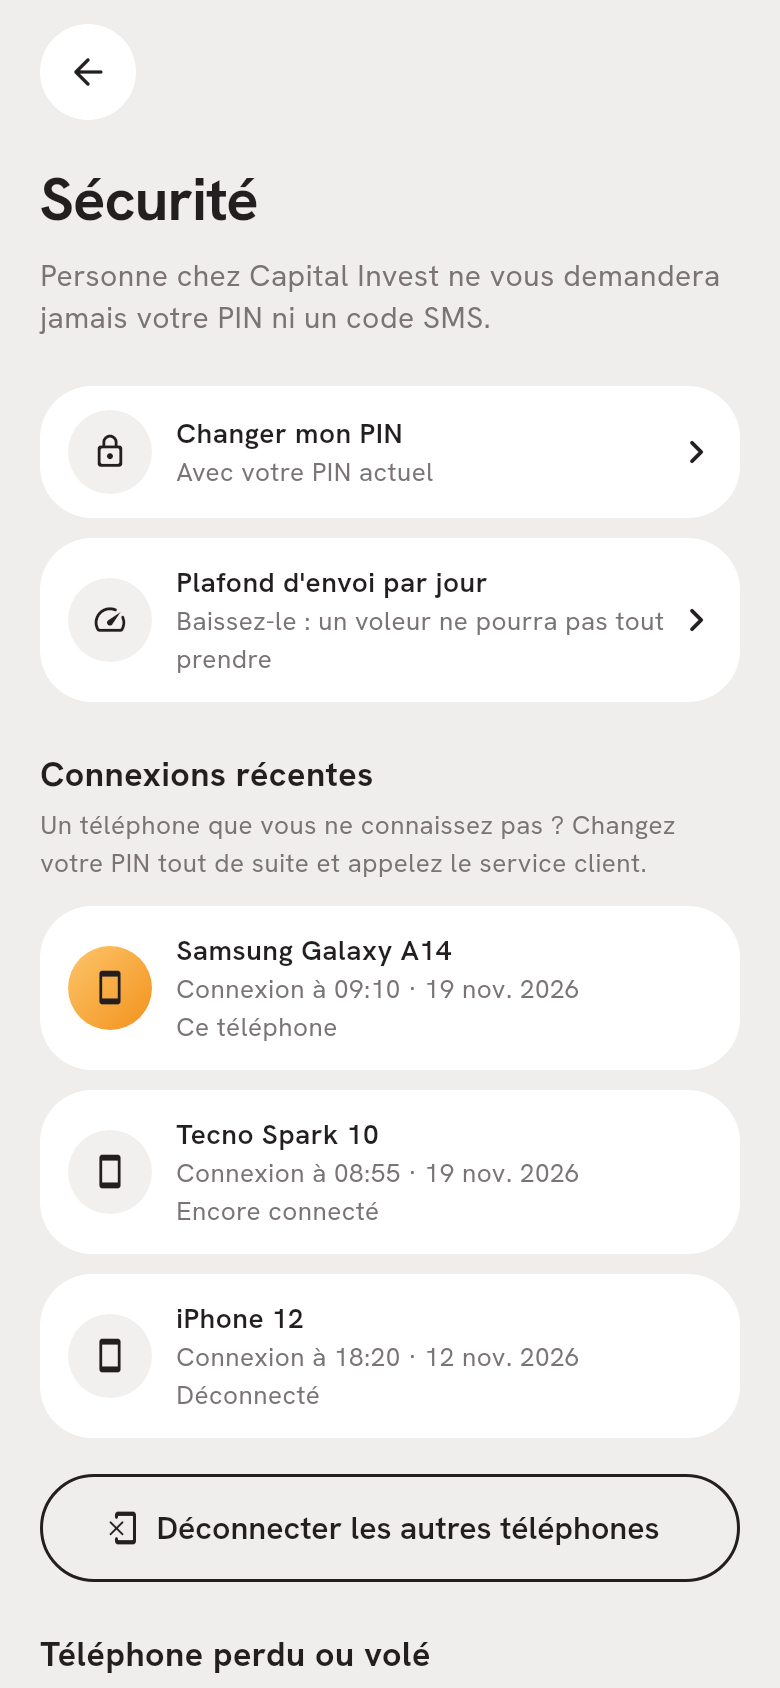 Sécurité
Personne chez Capital Invest ne vous demandera
jamais votre PIN ni un code SMS.
Changer mon PIN
Avec votre PIN actuel
Plafond d'envoi par jour
Baissez-le : un voleur ne pourra pas tout
prendre
Connexions récentes
Un téléphone que vous ne connaissez pas ? Changez
votre PIN tout de suite et appelez le service client.
Samsung Galaxy A14
Connexion à 09:10 · 19 nov. 2026
Ce téléphone
Tecno Spark 10
Connexion à 08:55 · 19 nov. 2026
Encore connecté
iPhone 12
Connexion à 18:20 · 12 nov. 2026
Déconnecté
Déconnecter les autres téléphones
Téléphone perdu ou volé